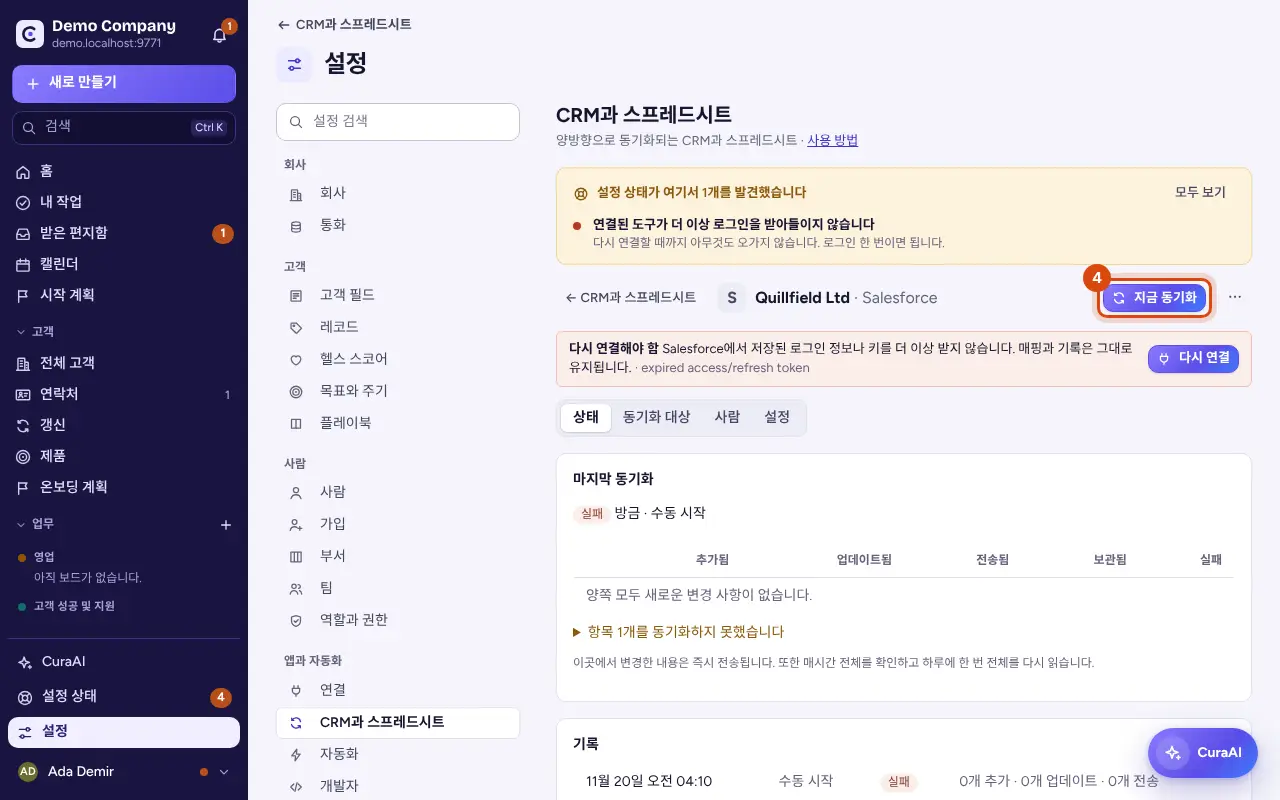 Demo Company
demo.localhost:9771
1
새로 만들기
검색
Ctrl K
홈
내 작업
받은 편지함
1
캘린더
시작 계획
고객
전체 고객
연락처
1
갱신
제품
온보딩 계획
업무
영업
아직 보드가 없습니다.
고객 성공 및 지원
CuraAI
설정 상태
4
설정
AD
Ada Demir
← CRM과 스프레드시트
설정
설정 검색
회사
회사
통화
고객
고객 필드
레코드
헬스 스코어
목표와 주기
플레이북
사람
사람
가입
부서
팀
역할과 권한
앱과 자동화
연결
CRM과 스프레드시트
자동화
개발자
CRM과 스프레드시트
양방향으로 동기화되는 CRM과 스프레드시트 · 사용 방법
설정 상태가 여기서 1개를 발견했습니다
모두 보기
연결된 도구가 더 이상 로그인을 받아들이지 않습니다
다시 연결할 때까지 아무것도 오가지 않습니다. 로그인 한 번이면 됩니다.
← CRM과 스프레드시트
S
Quillfield Ltd · Salesforce
4
지금 동기화
다시 연결해야 함 Salesforce에서 저장된 로그인 정보나 키를 더 이상 받지 않습니다. 매핑과 기록은 그대로
유지됩니다. · expired access/refresh token
다시 연결
상태
동기화 대상
사람
설정
마지막 동기화
실패 방금 · 수동 시작
추가됨
업데이트됨
전송됨
보관됨
실패
양쪽 모두 새로운 변경 사항이 없습니다.
항목 1개를 동기화하지 못했습니다
이곳에서 변경한 내용은 즉시 전송됩니다. 또한 매시간 전체를 확인하고 하루에 한 번 전체를 다시 읽습니다.
기록
11월 20일 오전 04:10
수동 시작
실패
0개 추가 · 0개 업데이트 · 0개 전송
CuraAI